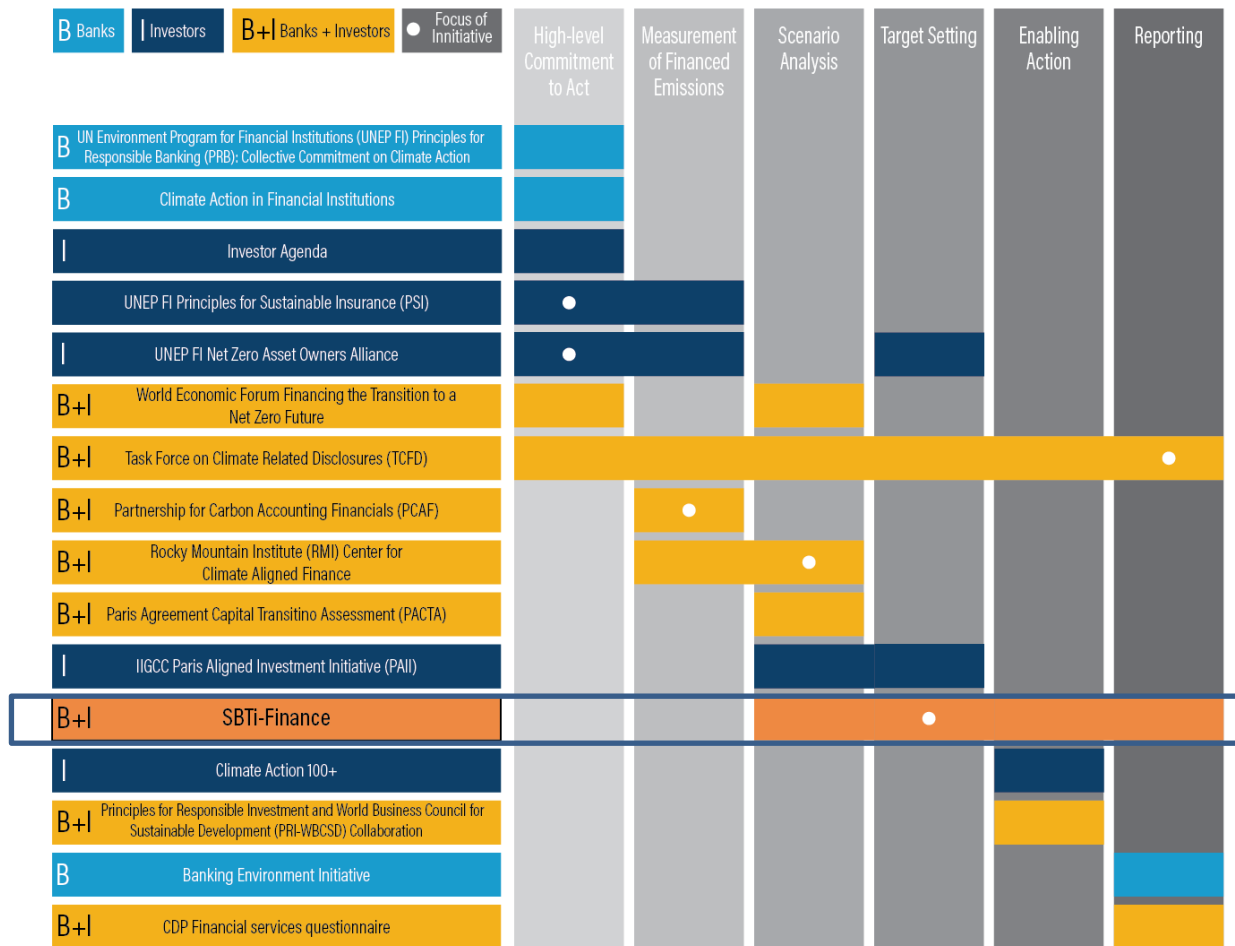 B Banks
I Investors
B+I Banks + Investors
Focus of
Innitiative
High-level
Commitment
to Act
Measurement
of Financed
Emissions
Scenario
Analysis
Target Setting
Enabling
Action
Reporting
B UN Environment Program for Financial Institutions (UNEP FI) Principles for
Responsible Banking (PRB): Collective Commitment on Climate Action
B Climate Action in Financial Institutions
I Investor Agenda
UNEP FI Principles for Sustainable Insurance (PSI)
I UNEP FI Net Zero Asset Owners Alliance
B+I World Economic Forum Financing the Transition to a
Net Zero Future
B+I Task Force on Climate Related Disclosures (TCFD)
B+I Partnership for Carbon Accounting Financials (PCAF)
B+I Rocky Mountain Institute (RMI) Center for
Climate Aligned Finance
B+I Paris Agreement Capital Transitino Assessment (PACTA)
I IIGCC Paris Aligned Investment Initiative (PAII)
B+I SBTi-Finance
I Climate Action 100+
B+I Principles for Responsible Investment and World Business Council for
Sustainable Development (PRI-WBCSD) Collaboration
B Banking Environment Initiative
B+I CDP Financial services questionnaire